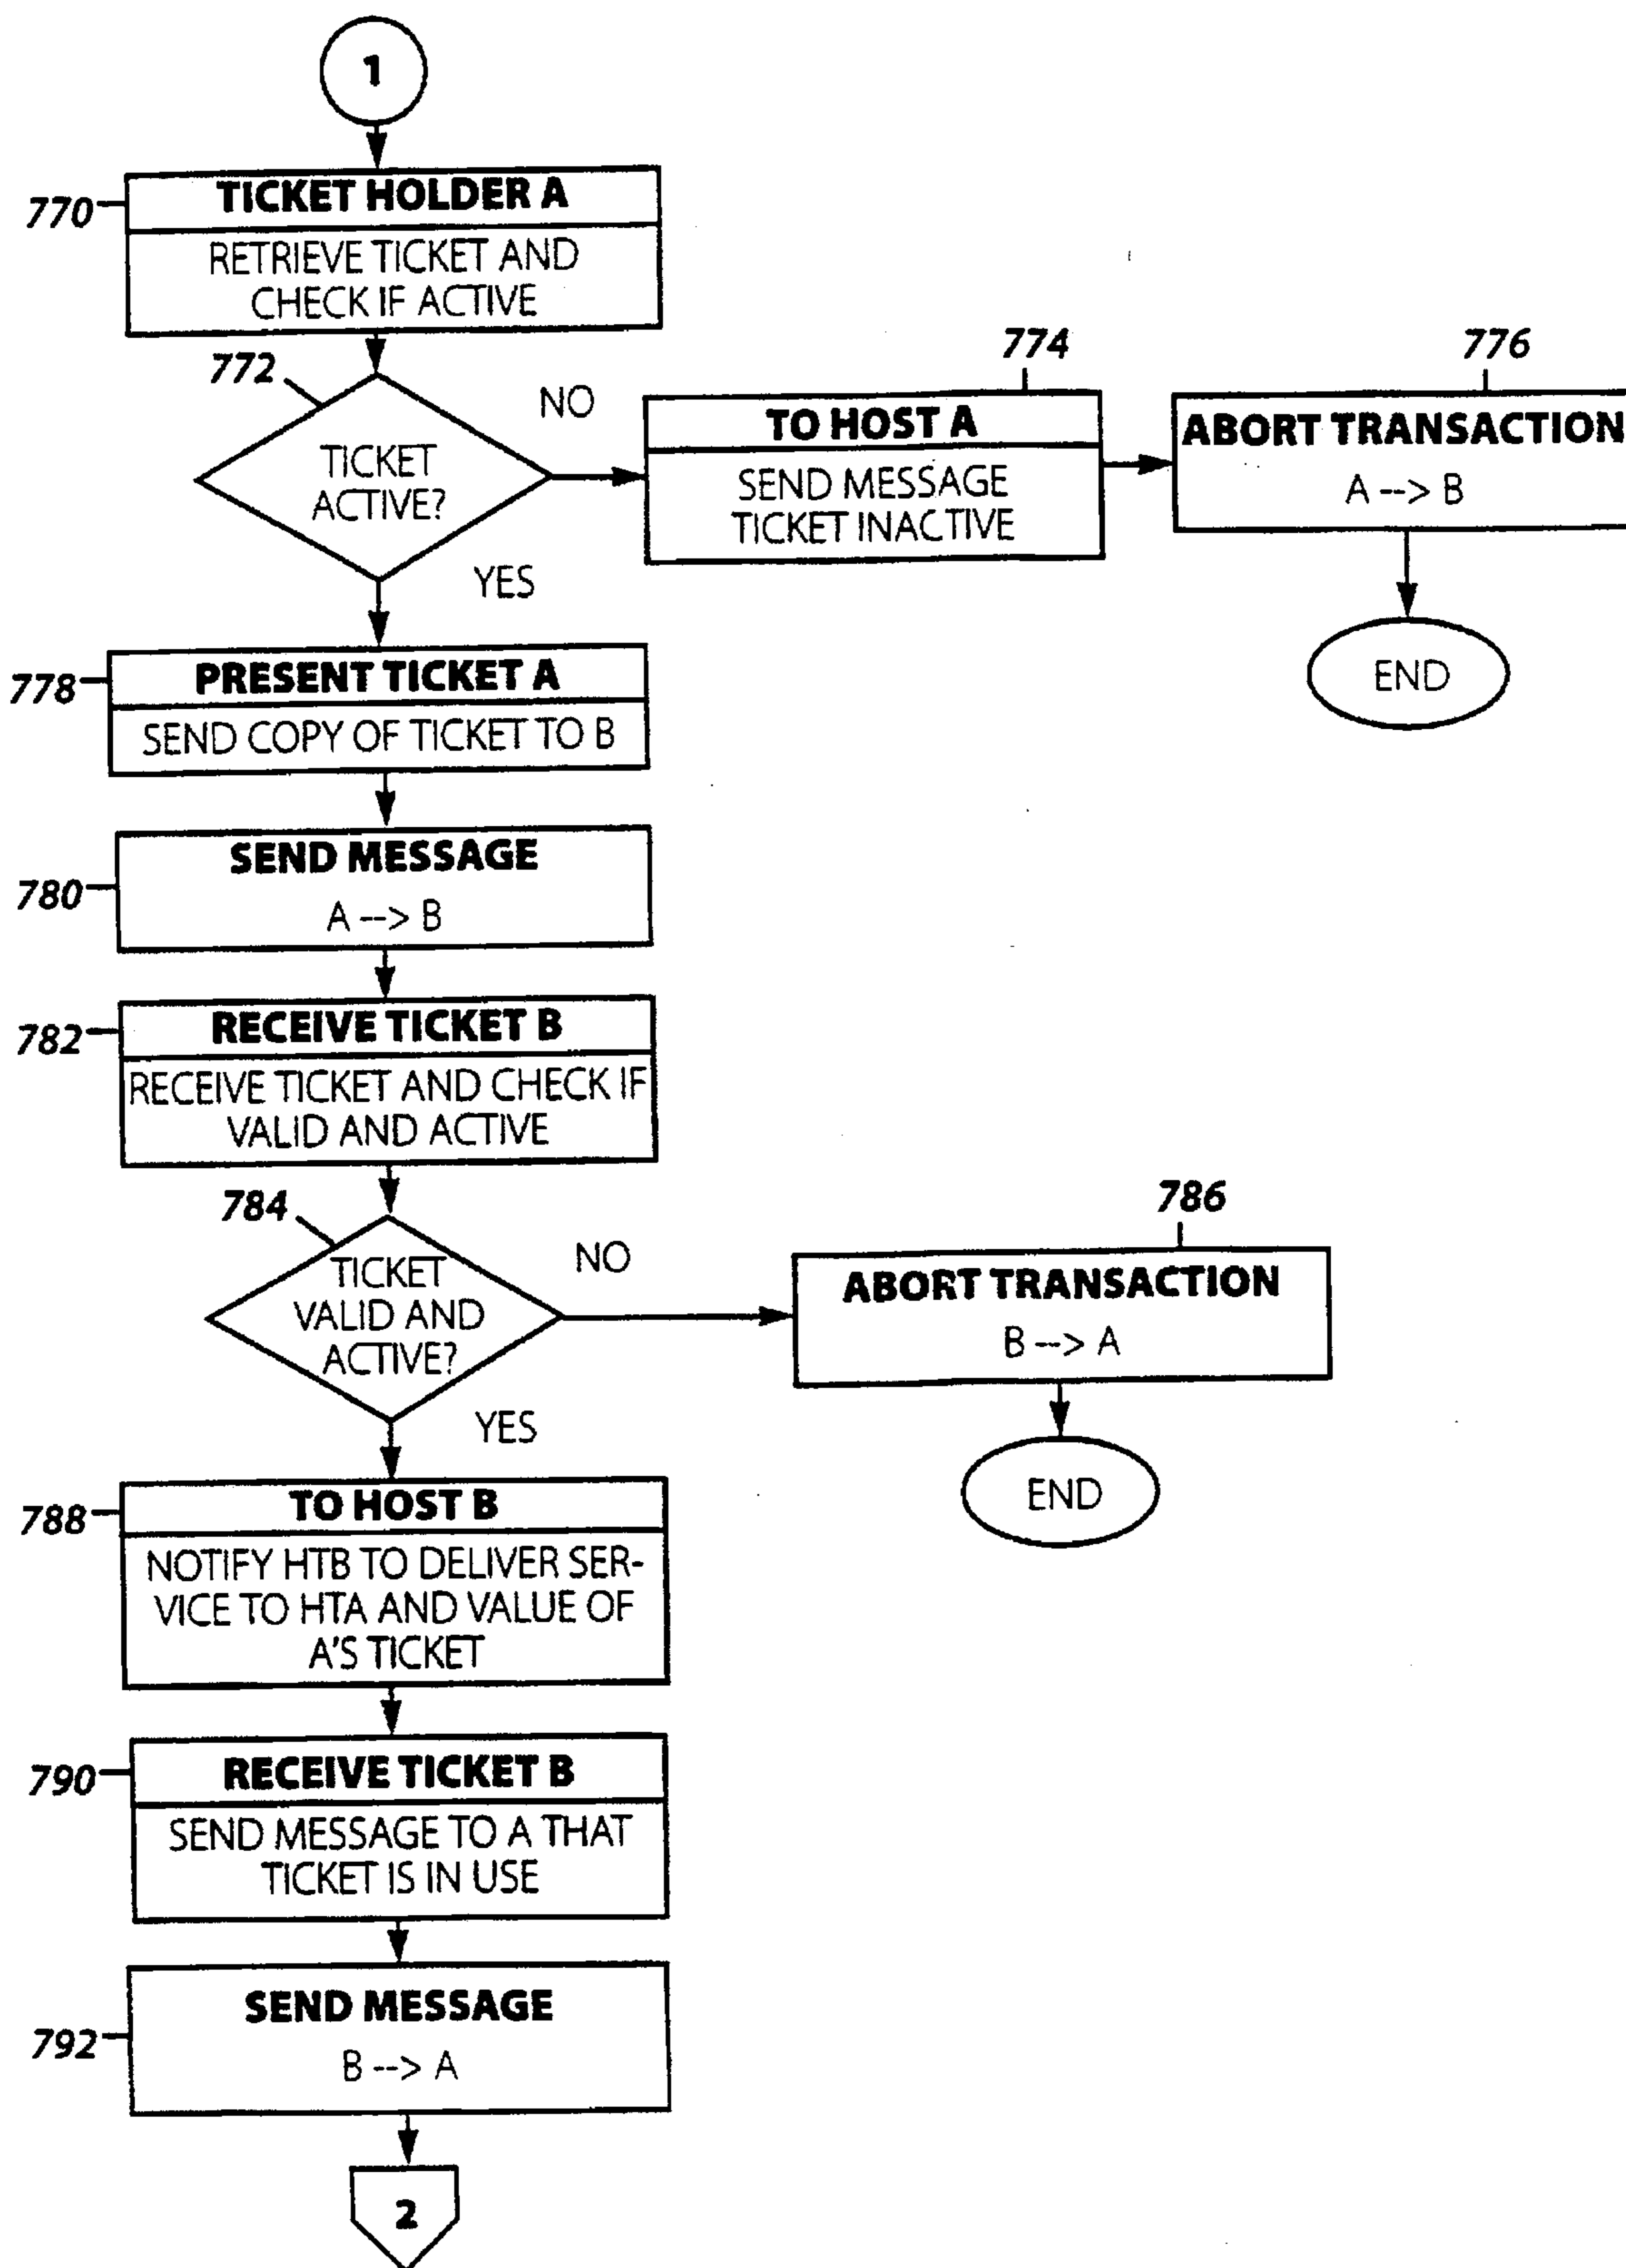 1
770
TICKET HOLDER A
RETRIEVE TICKET AND
CHECK IF ACTIVE
772
TICKET
ACTIVE?
NO
YES
774
TO HOST A
SEND MESSAGE
TICKET INACTIVE
776
ABORT TRANSACTION
A --> B
END
778
PRESENT TICKET A
SEND COPY OF TICKET TO B
780
SEND MESSAGE
A --> B
782
RECEIVE TICKET B
RECEIVE TICKET AND CHECK IF
VALID AND ACTIVE
784
TICKET
VALID AND
ACTIVE?
NO
YES
786
ABORT TRANSACTION
B --> A
END
788
TO HOST B
NOTIFY HTB TO DELIVER SER-
VICE TO HTA AND VALUE OF
A'S TICKET
790
RECEIVE TICKET B
SEND MESSAGE TO A THAT
TICKET IS IN USE
792
SEND MESSAGE
B --> A
2